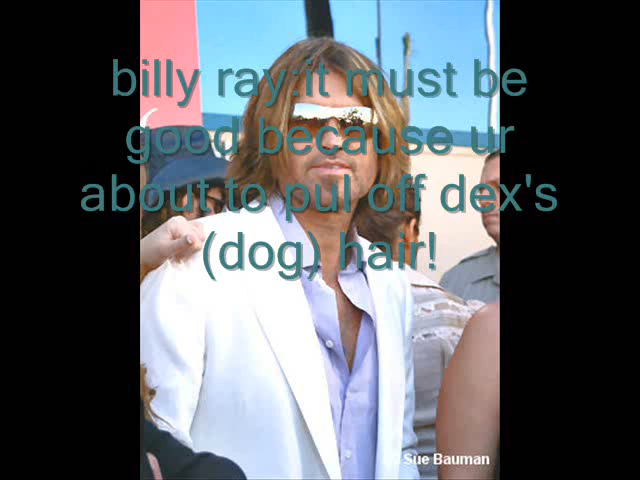 billy ray:it must be
good because ur
about to pul off dex's
(dog) hair!
Sue Bauman